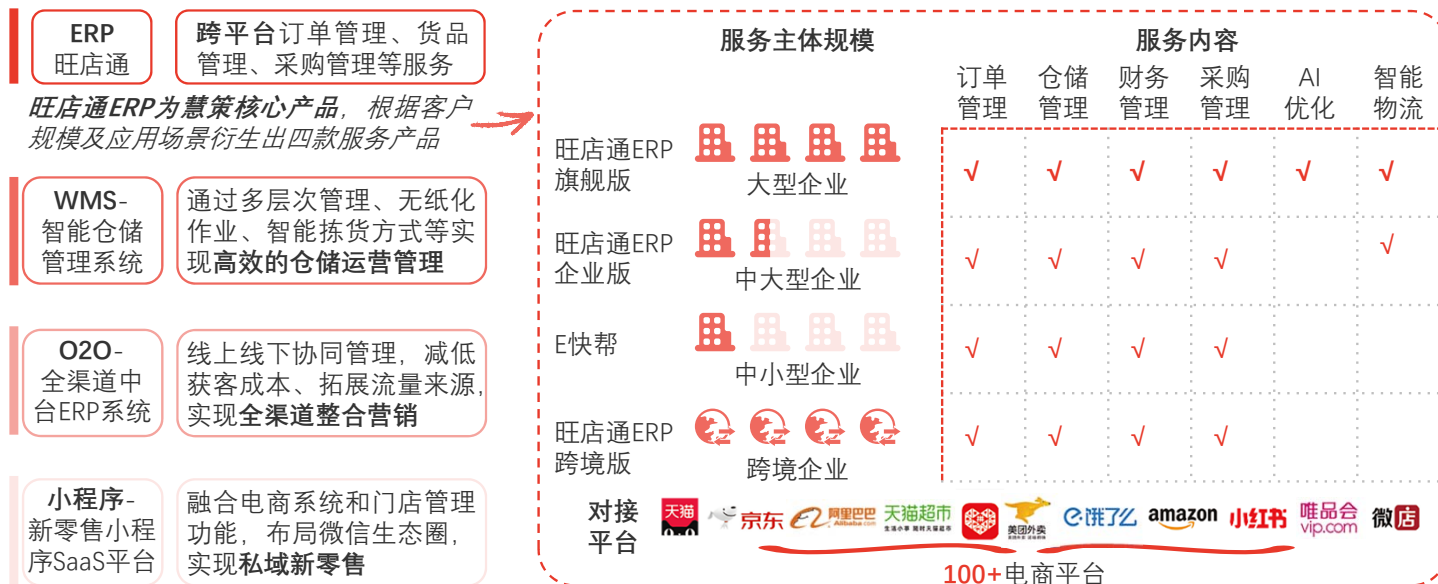 ERP
旺店通
跨平台订单管理、货品
管理、采购管理等服务
旺店通ERP为慧策核心产品，根据客户
规模及应用场景衍生出四款服务产品
WMS-
智能仓储
管理系统
通过多层次管理、无纸化
作业、智能拣货方式等实
现高效的仓储运营管理
O2O-
全渠道中
台ERP系统
线上线下协同管理，减低
获客成本、拓展流量来源，
实现全渠道整合营销
小程序-
新零售小程
序SaaS平台
融合电商系统和门店管理
功能，布局微信生态圈，
实现私域新零售
服务主体规模
服务内容
订单
管理
仓储
管理
财务
管理
采购
管理
AI
优化
智能
物流
旺店通ERP
旗舰版
大型企业
√ √ √ √ √ √
旺店通ERP
企业版
中大型企业
√ √ √ √ √
E快帮
中小型企业
√ √ √ √
旺店通ERP
跨境版
跨境企业
√ √ √ √
对接
平台
天猫
京东
阿里巴巴
Alibaba.com
天猫超市
美团外卖
饿了么
amazon
小红书
唯品会
vip.com
微店
100+电商平台